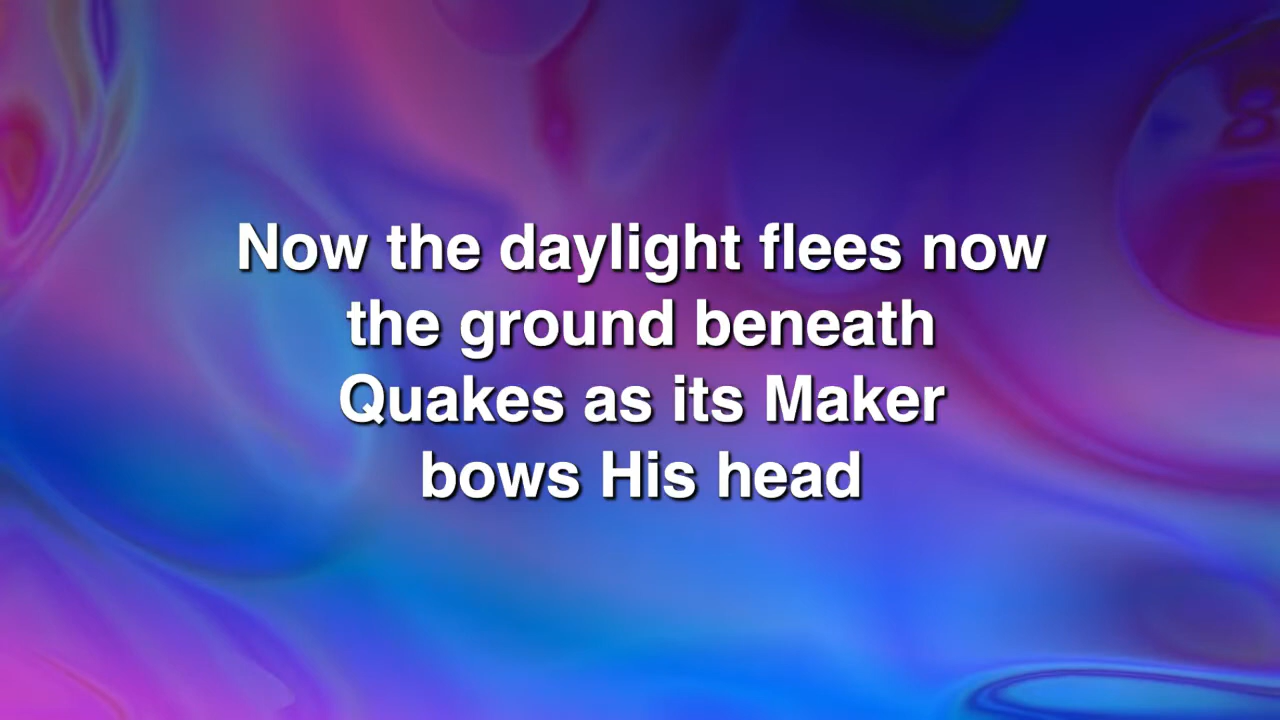 Now the daylight flees now
the ground beneath
Quakes as its Maker
bows His head